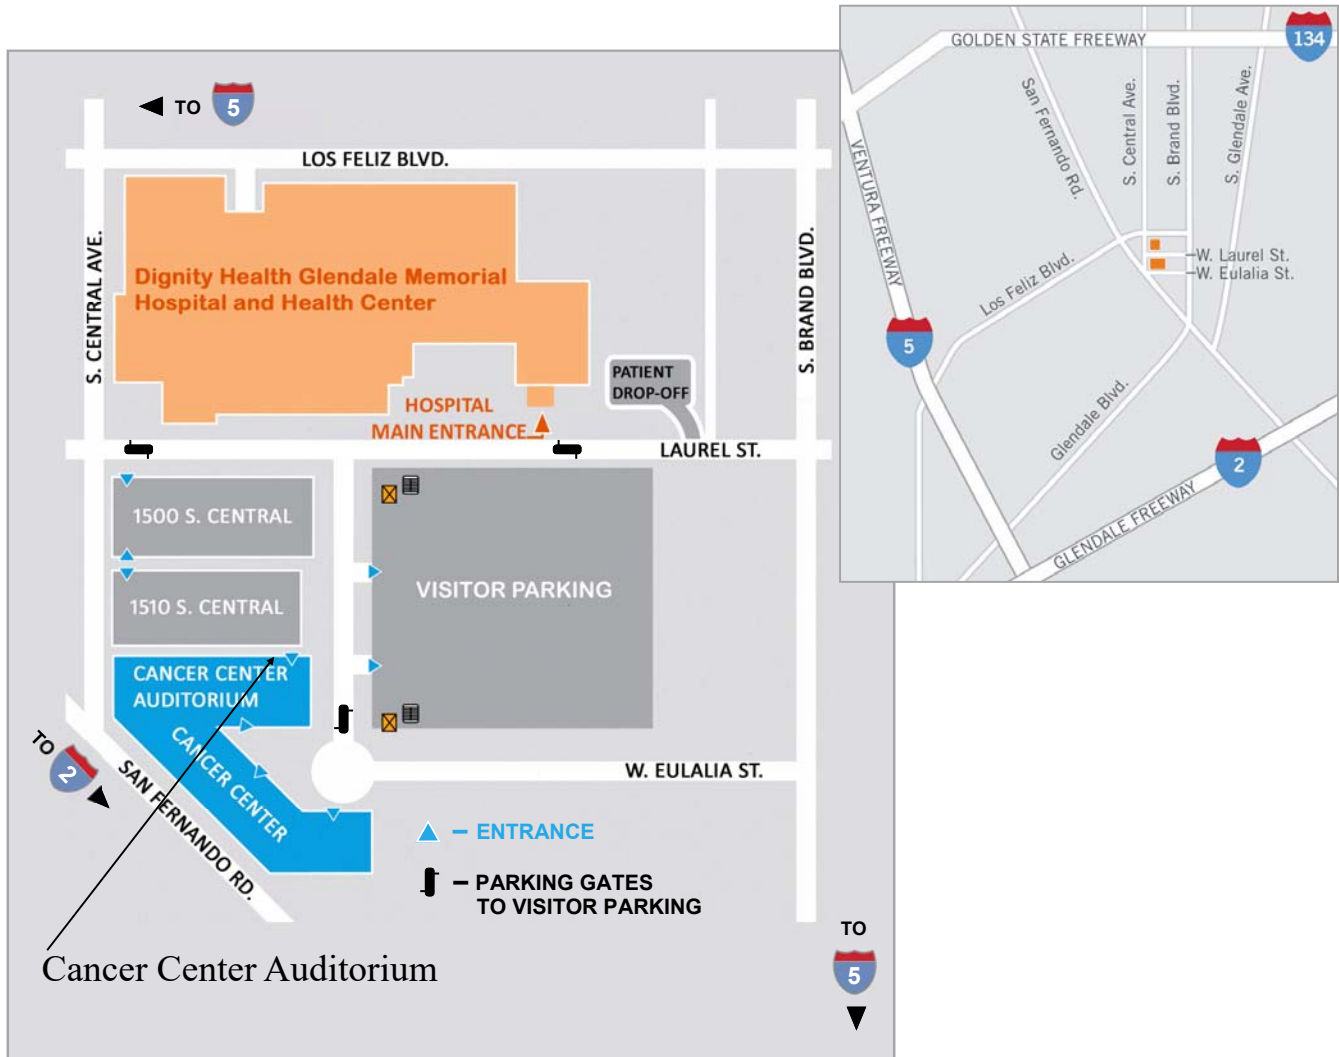 TO 5
LOS FELIZ BLVD.
S. CENTRAL AVE.
Dignity Health Glendale Memorial
Hospital and Health Center
S. BRAND BLVD.
PATIENT
DROP-OFF
HOSPITAL
MAIN ENTRANCE
LAUREL ST.
1500 S. CENTRAL
1510 S. CENTRAL
VISITOR PARKING
CANCER CENTER
AUDITORIUM
CANCER CENTER
TO
2
SAN FERNANDO RD.
W. EULALIA ST.
– ENTRANCE
– PARKING GATES
TO VISITOR PARKING
Cancer Center Auditorium
TO
5
GOLDEN STATE FREEWAY
134
VENTURA FREEWAY
San Fernando Rd.
S. Central Ave.
S. Brand Blvd.
S. Glendale Ave.
W. Laurel St.
W. Eulalia St.
Los Feliz Blvd.
5
Glendale Blvd.
2
GLENDALE FREEWAY